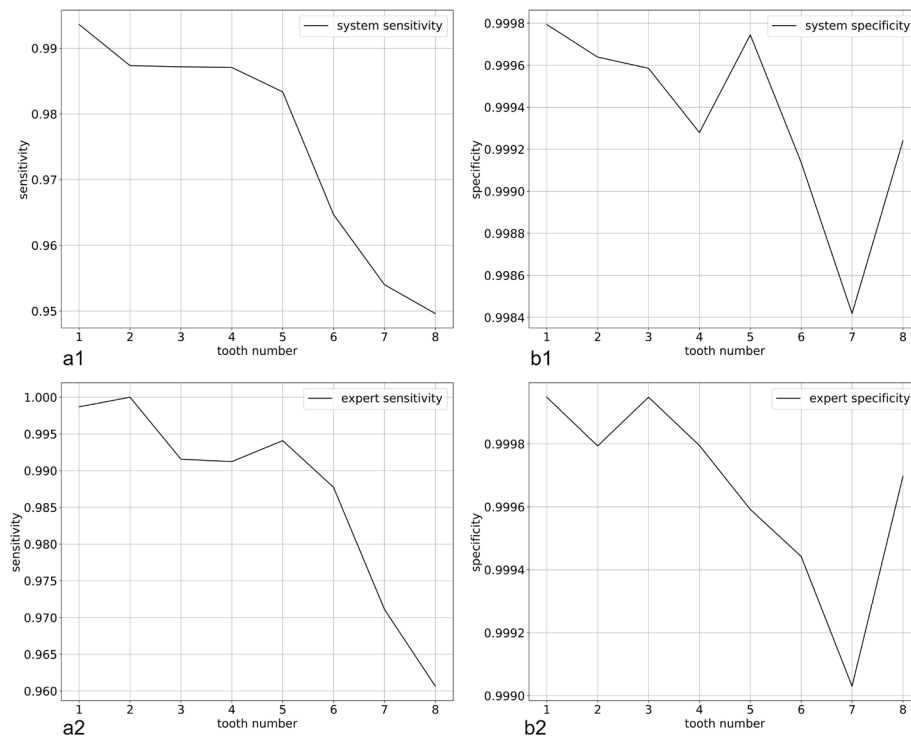 system sensitivity
0.99
0.98
0.97
0.96
0.95
sensitivity
1 2 3 4 5 6 7 8
tooth number
a1
system specificity
0.9998
0.9996
0.9994
0.9992
0.9990
0.9988
0.9986
0.9984
specificity
1 2 3 4 5 6 7 8
tooth number
b1
expert sensitivity
1.000
0.995
0.990
0.985
0.980
0.975
0.970
0.965
0.960
sensitivity
1 2 3 4 5 6 7 8
tooth number
a2
expert specificity
0.9998
0.9996
0.9994
0.9992
0.9990
specificity
1 2 3 4 5 6 7 8
tooth number
b2